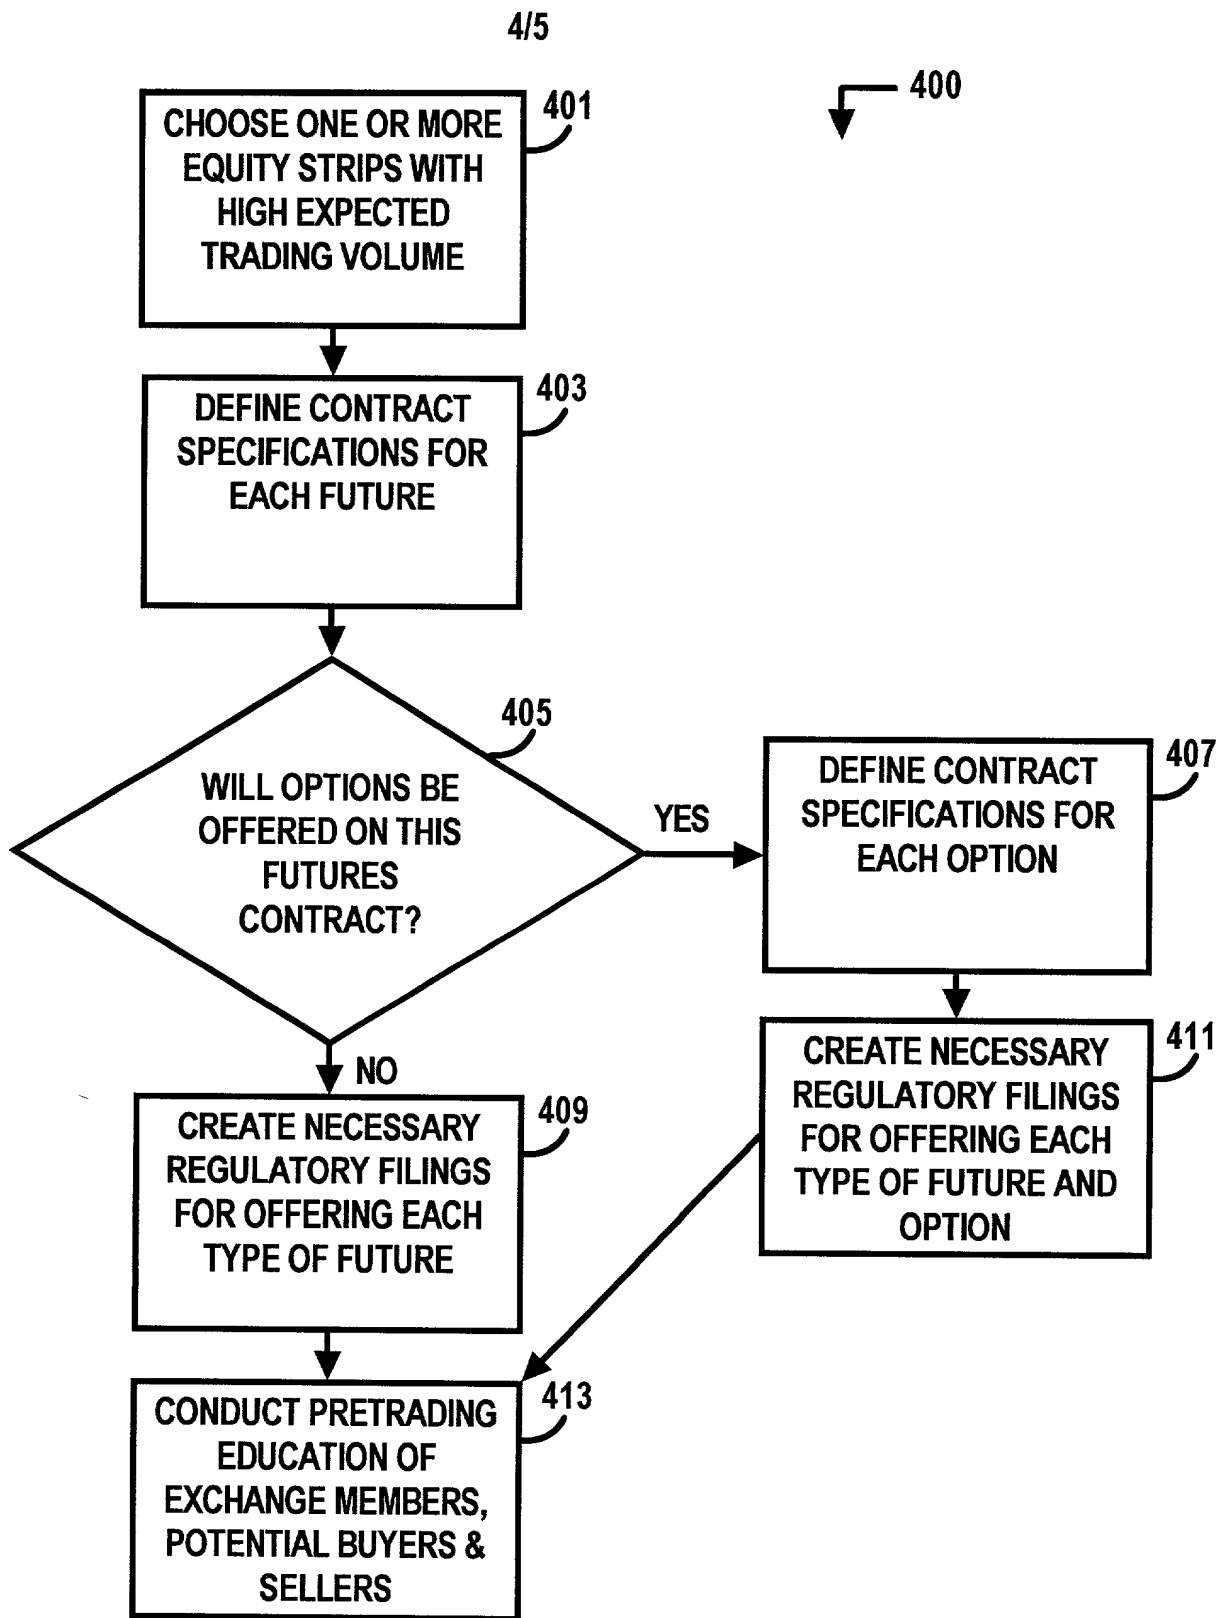 4/5
400
401
CHOOSE ONE OR MORE
EQUITY STRIPS WITH
HIGH EXPECTED
TRADING VOLUME
403
DEFINE CONTRACT
SPECIFICATIONS FOR
EACH FUTURE
405
WILL OPTIONS BE
OFFERED ON THIS
FUTURES
CONTRACT?
YES
407
DEFINE CONTRACT
SPECIFICATIONS FOR
EACH OPTION
NO
409
CREATE NECESSARY
REGULATORY FILINGS
FOR OFFERING EACH
TYPE OF FUTURE
411
CREATE NECESSARY
REGULATORY FILINGS
FOR OFFERING EACH
TYPE OF FUTURE AND
OPTION
413
CONDUCT PRETRADING
EDUCATION OF
EXCHANGE MEMBERS,
POTENTIAL BUYERS &
SELLERS